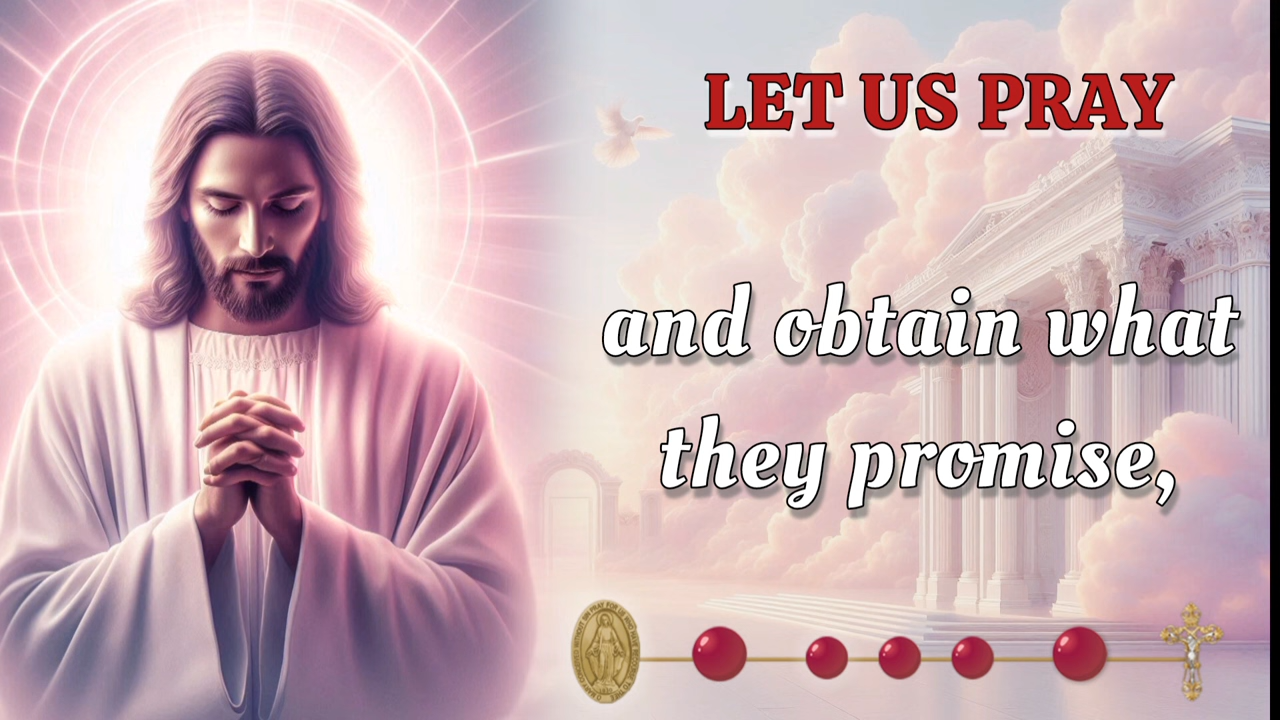 LET US PRAY
and obtain what
they promise,